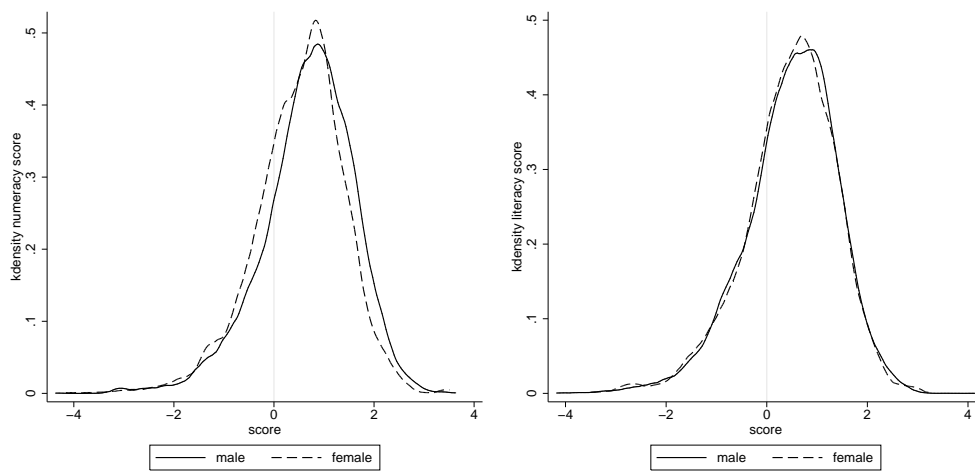 kdensity numeracy score
.5
.4
.3
.2
.1
0
−4
−2
0
2
4
score
male
female
kdensity literacy score
.5
.4
.3
.2
.1
0
−4
−2
0
2
4
score
male
female